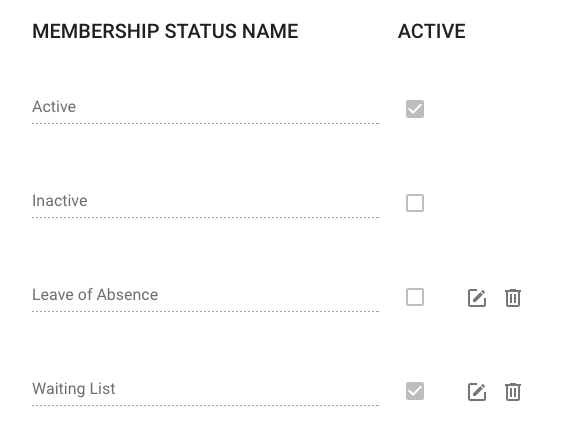 MEMBERSHIP STATUS NAME ACTIVE
Active
Inactive
Leave of Absence
Waiting List